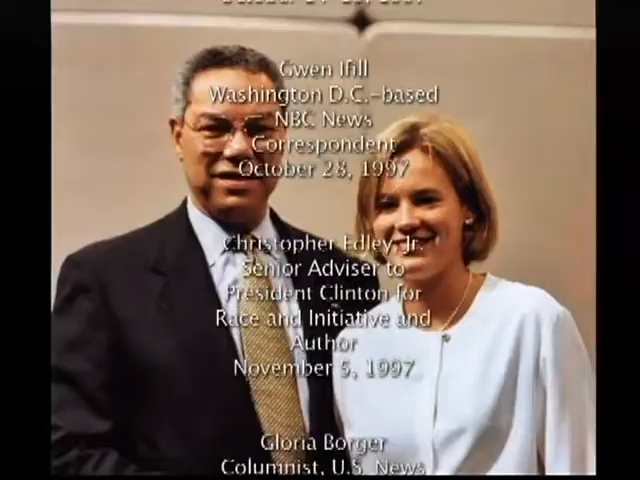 Gwen Ifill
Washington D.C.-based
NBC News
Correspondent
October 28, 1997
Christopher Edley Jr.
Senior Adviser to
President Clinton for
Race and Initiative and
Author
November 5, 1997
Gloria Borger
Columnist, U.S. News